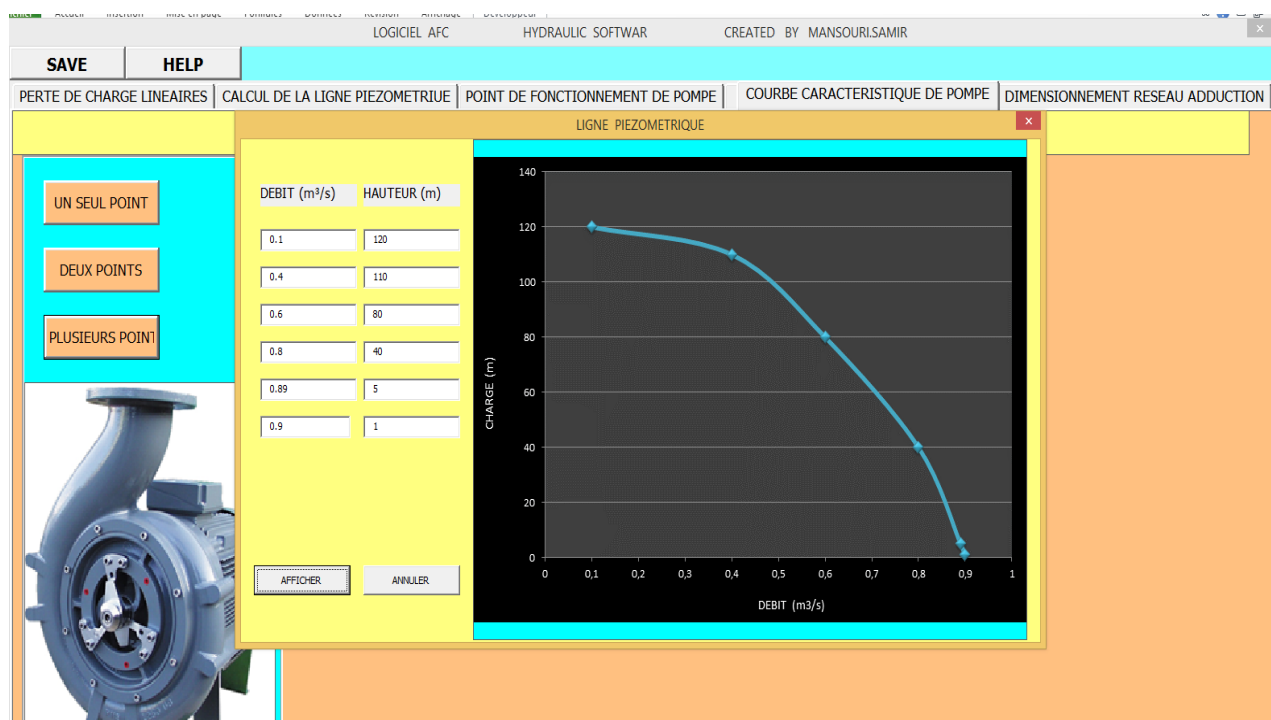 LOGICIEL AFC HYDRAULIC SOFTWAR CREATED BY MANSOURI.SAMIR x
SAVE HELP
PERTE DE CHARGE LINEAIRES CALCUL DE LA LIGNE PIEZOMETRIUE POINT DE FONCTIONNEMENT DE POMPE COURBE CARACTERISTIQUE DE POMPE DIMENSIONNEMENT RESEAU ADDUCTION
LIGNE PIEZOMETRIQUE x
UN SEUL POINT
DEUX POINTS
PLUSIEURS POINT
DEBIT (m³/s) HAUTEUR (m)
0.1 120
0.4 110
0.6 80
0.8 40
0.89 5
0.9 1
AFFICHER ANNULER
140
120
100
80
60
40
20
0
CHARGE (m)
0 0,1 0,2 0,3 0,4 0,5 0,6 0,7 0,8 0,9 1
DEBIT (m3/s)